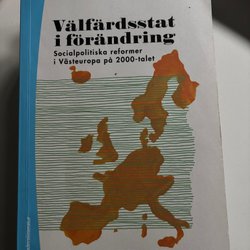 Välfärdsstat
i förändring
Socialpolitiska reformer
i Västeuropa på 2000-talet